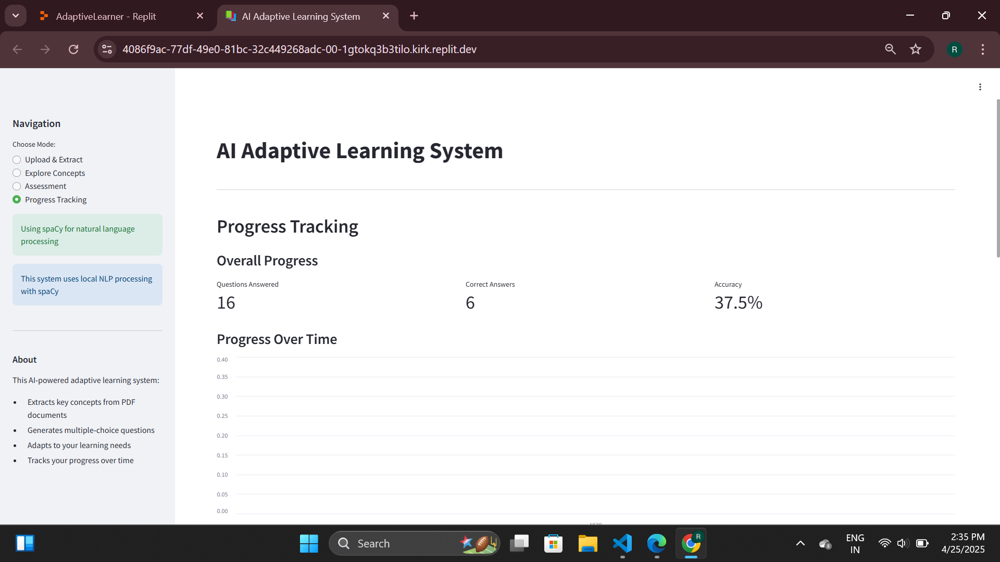 AdaptiveLearner - Replit
AI Adaptive Learning System
4086f9ac-77df-49e0-81bc-32c449268adc-00-1gtokq3b3tilo.kirk.replit.dev
R
Navigation
Choose Mode:
Upload & Extract
Explore Concepts
Assessment
Progress Tracking
Using spaCy for natural language
processing
This system uses local NLP processing
with spaCy
About
This AI-powered adaptive learning system:
Extracts key concepts from PDF
documents
Generates multiple-choice questions
Adapts to your learning needs
Tracks your progress over time
AI Adaptive Learning System
Progress Tracking
Overall Progress
Questions Answered
16
Correct Answers
6
Accuracy
37.5%
Progress Over Time
0.40
0.35
0.30
0.25
0.20
0.15
0.10
0.05
0.00
Search
R
ENG
IN
2:35 PM
4/25/2025